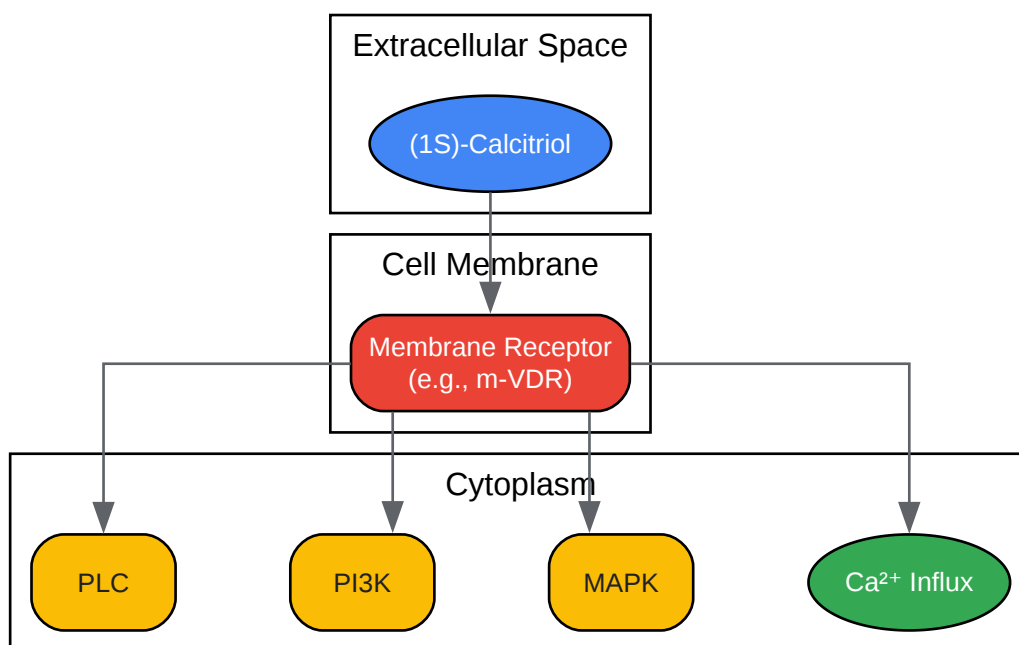 Extracellular Space
(1S)-Calcitriol
Cell Membrane
Membrane Receptor
(e.g., m-VDR)
Cytoplasm
PLC
PI3K
MAPK
Ca²⁺ Influx